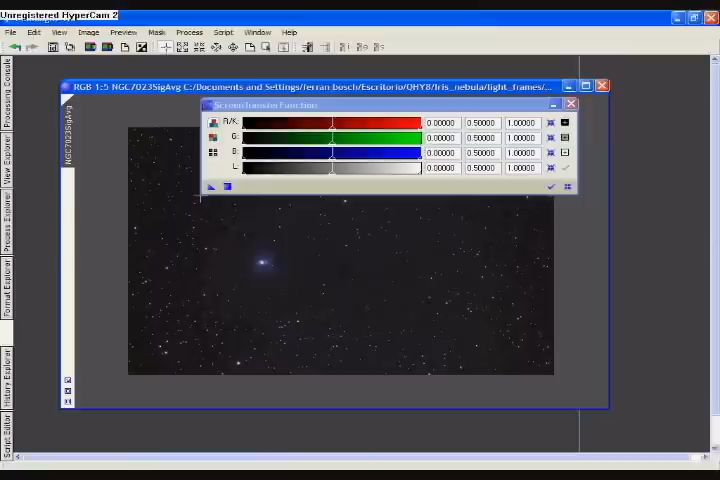 Unregistered HyperCam 2
File Edit View Image Preview Mask Process Script Window Help
RGB 1:5 NGC7023SigAvg C:/Documents and Settings/ferran bosch/Escritorio/QHY8/Iris_nebula/light_frames/...
NGC7023SigAvg
ScreenTransferFunction
R/K: 0.00000 0.50000 1.00000
G: 0.00000 0.50000 1.00000
B: 0.00000 0.50000 1.00000
L: 0.00000 0.50000 1.00000
Processing Console
View Explorer
Process Explorer
Format Explorer
History Explorer
Script Editor